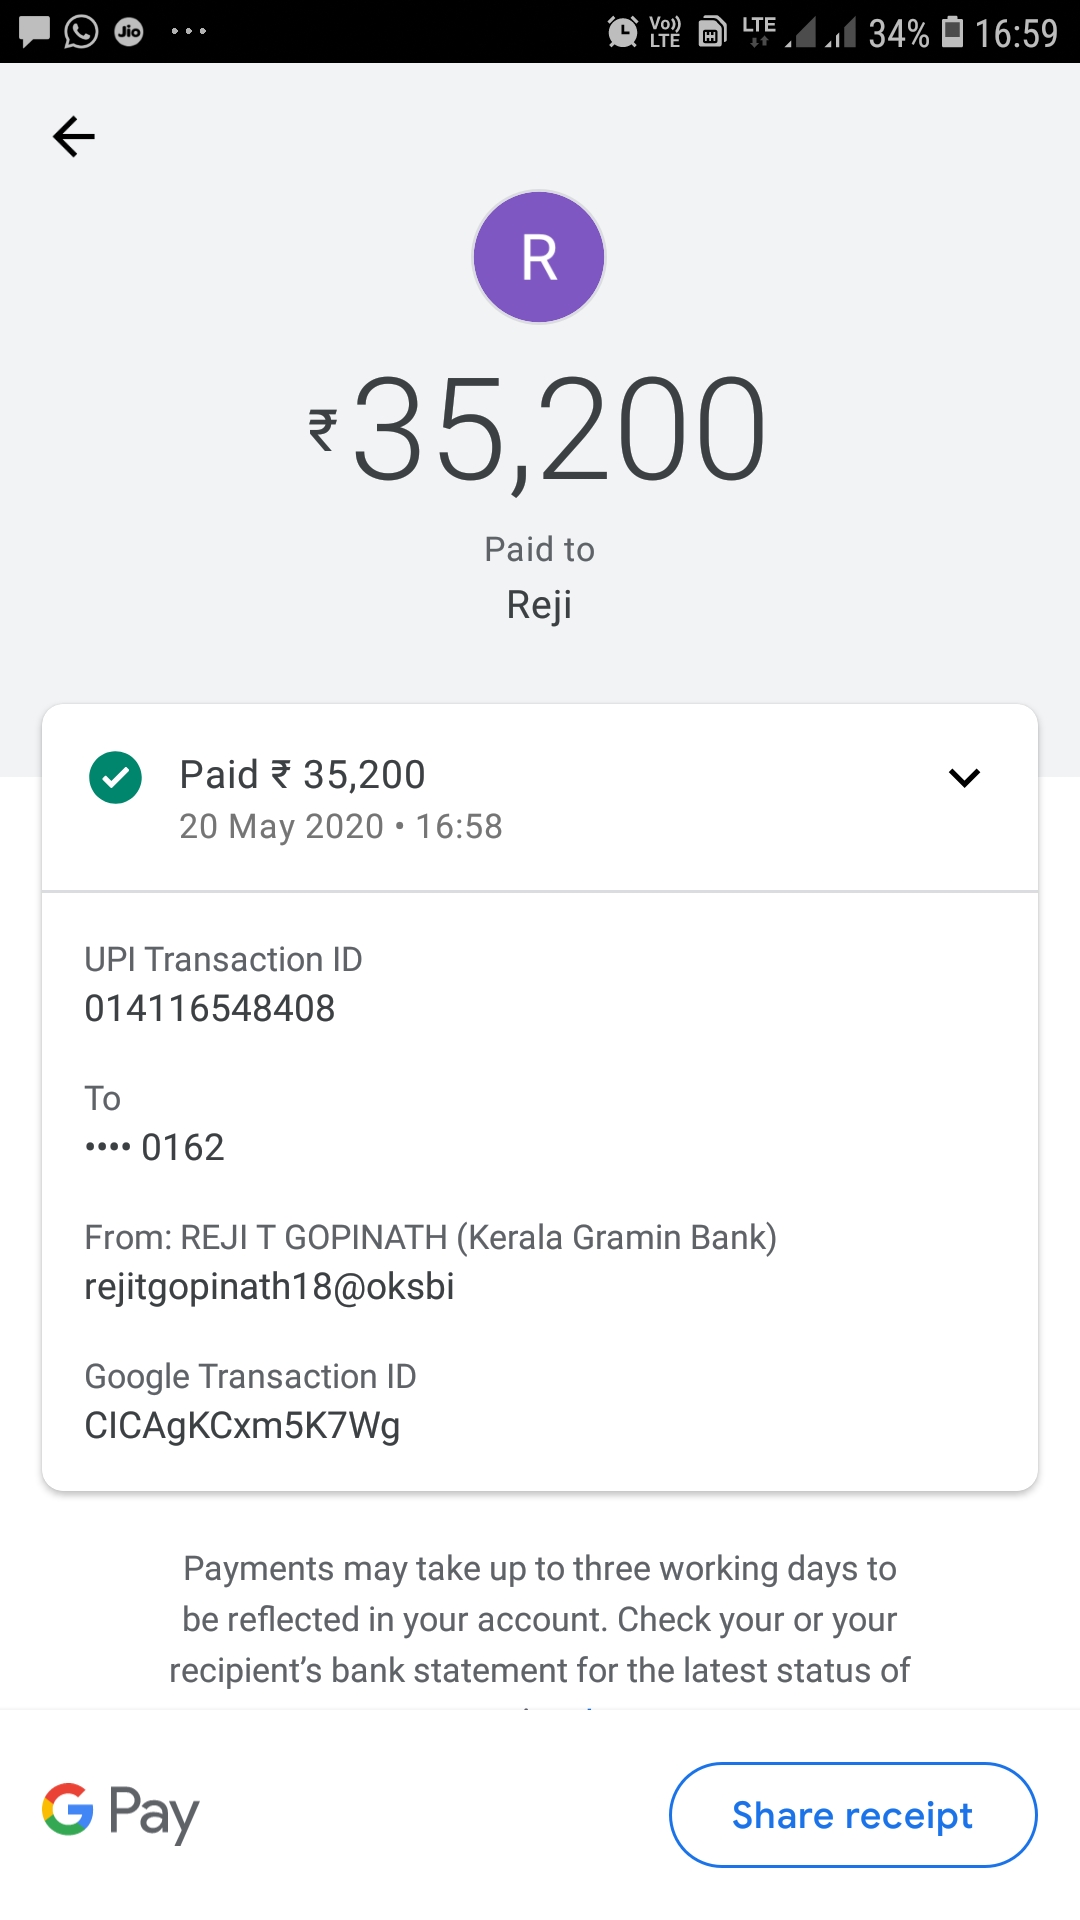 Jio ... Vo)) LTE LTE 34% 16:59
R
₹35,200
Paid to
Reji
Paid ₹ 35,200
20 May 2020 • 16:58
UPI Transaction ID
014116548408
To
•••• 0162
From: REJI T GOPINATH (Kerala Gramin Bank)
rejitgopinath18@oksbi
Google Transaction ID
CICAgKCxm5K7Wg
Payments may take up to three working days to
be reflected in your account. Check your or your
recipient’s bank statement for the latest status of
G Pay
Share receipt